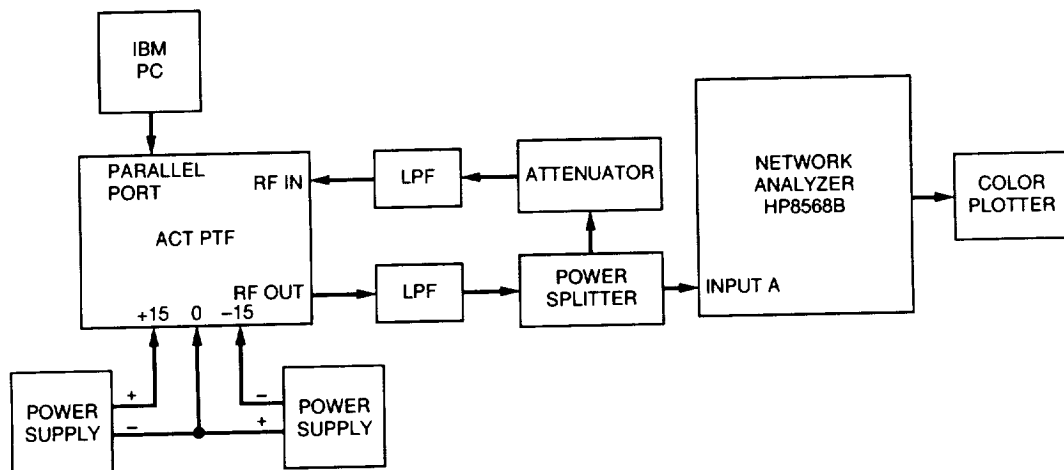 IBM
PC
PARALLEL
PORT
RF IN
LPF
ATTENUATOR
NETWORK
ANALYZER
HP8568B
COLOR
PLOTTER
ACT PTF
RF OUT
LPF
POWER
SPLITTER
INPUT A
+15 0 −15
POWER
SUPPLY
+
−
−
+
POWER
SUPPLY